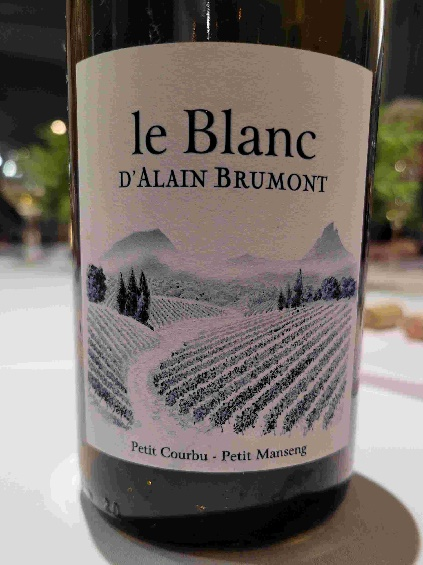 le Blanc
D'ALAIN BRUMONT
Petit Courbu - Petit Manseng